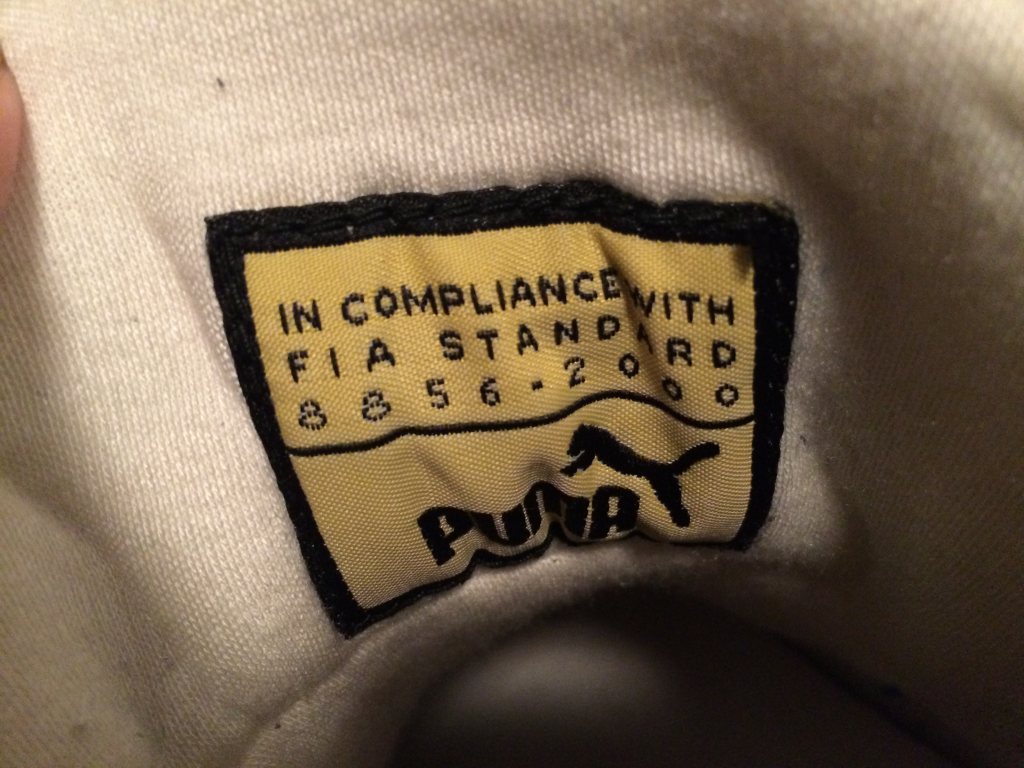 IN COMPLIANCE WITH
FIA STANDARD
8856-2000
PUMA